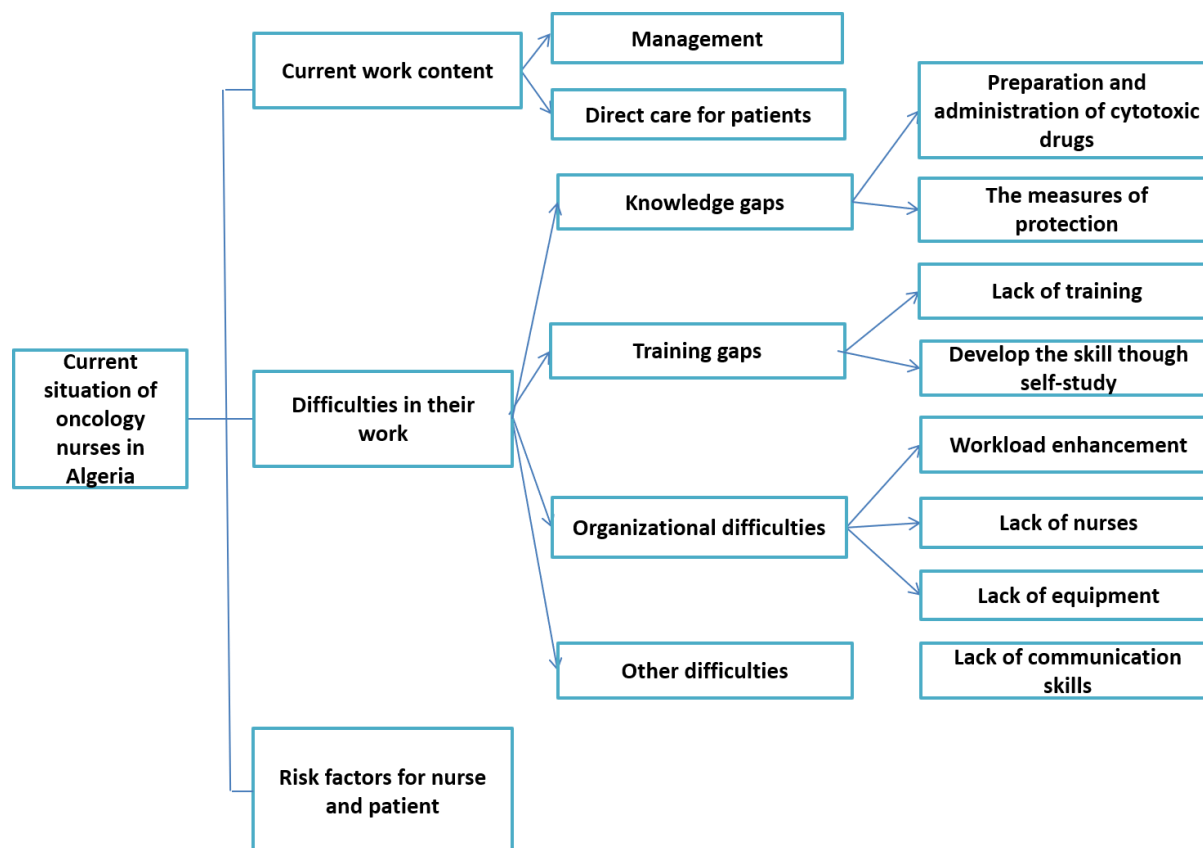 Current
situation of
oncology
nurses in
Algeria
Current work content
Management
Direct care for patients
Difficulties in their
work
Knowledge gaps
Preparation and
administration of cytotoxic
drugs
The measures of
protection
Training gaps
Lack of training
Develop the skill though
self-study
Organizational difficulties
Workload enhancement
Lack of nurses
Lack of equipment
Other difficulties
Lack of communication
skills
Risk factors for nurse
and patient